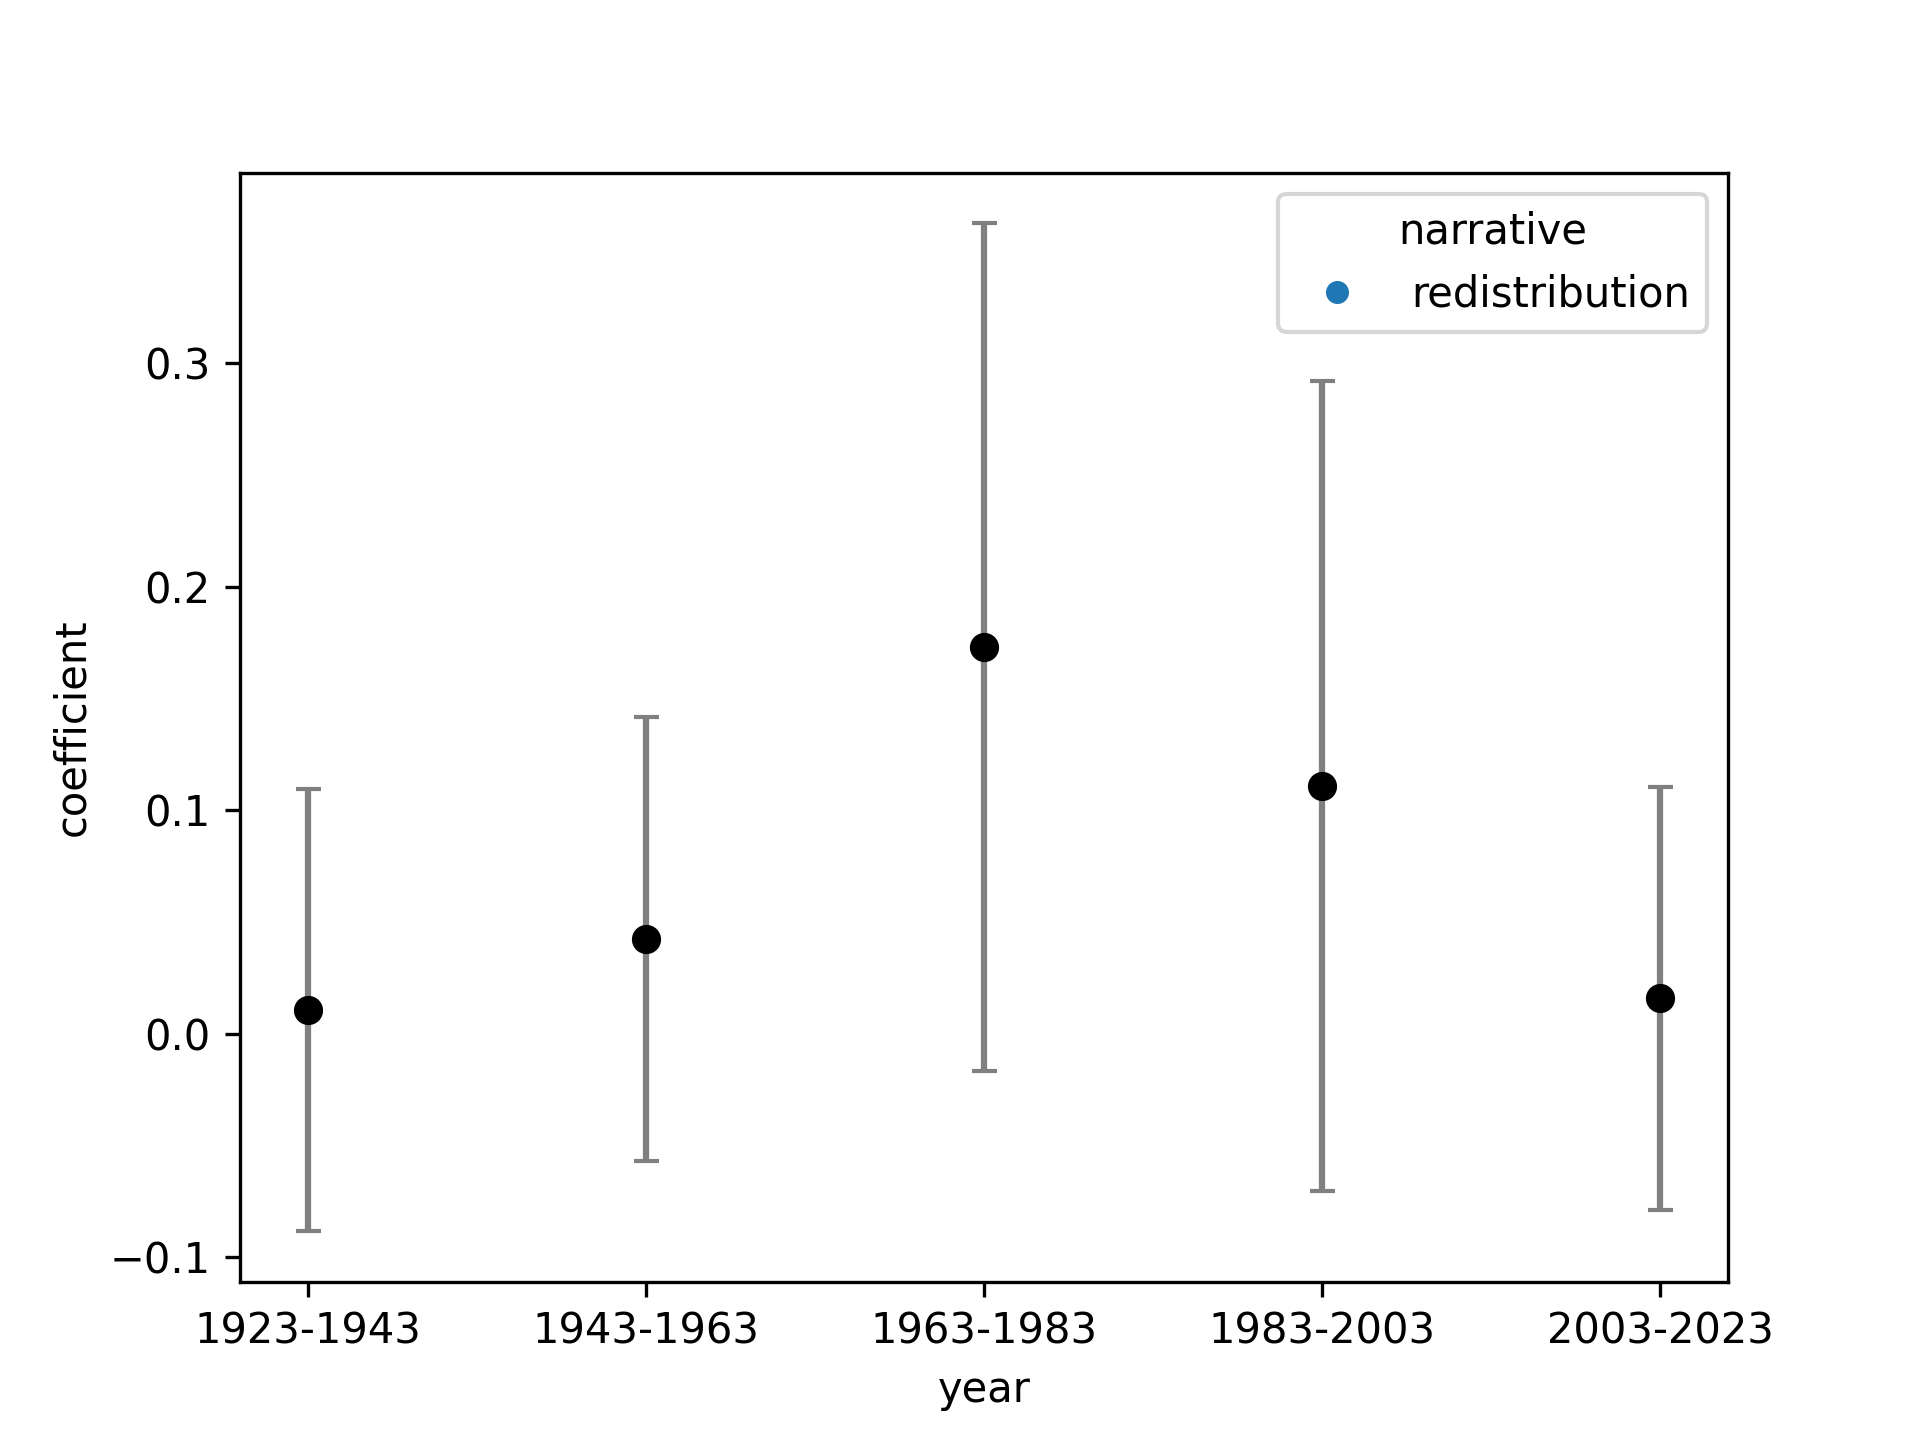 narrative
redistribution
0.3
0.2
0.1
0.0
−0.1
coefficient
1923-1943 1943-1963 1963-1983 1983-2003 2003-2023
year